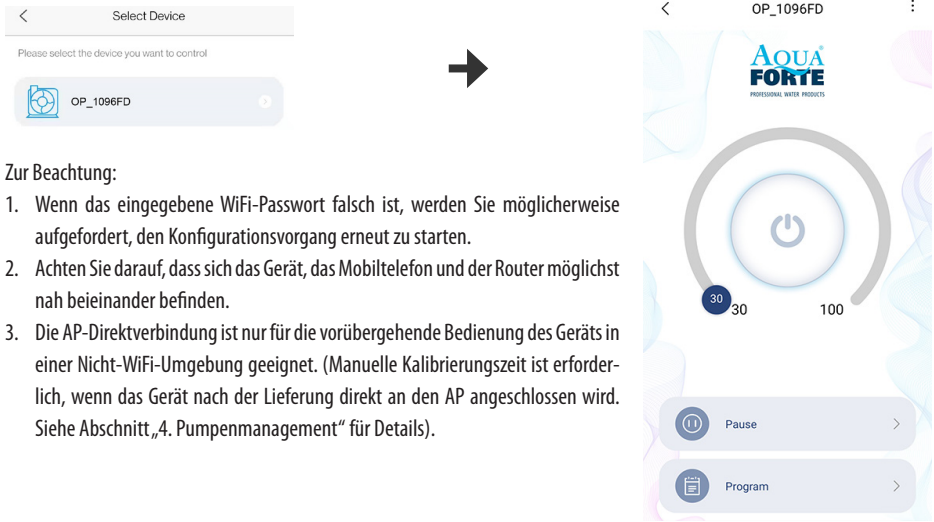 Select Device
Please select the device you want to control
OP_1096FD
Zur Beachtung:
1. Wenn das eingegebene WiFi-Passwort falsch ist, werden Sie möglicherweise
aufgefordert, den Konfigurationsvorgang erneut zu starten.
2. Achten Sie darauf, dass sich das Gerät, das Mobiltelefon und der Router möglichst
nah beieinander befinden.
3. Die AP-Direktverbindung ist nur für die vorübergehende Bedienung des Geräts in
einer Nicht-WiFi-Umgebung geeignet. (Manuelle Kalibrierungszeit ist erforder-
lich, wenn das Gerät nach der Lieferung direkt an den AP angeschlossen wird.
Siehe Abschnitt „4. Pumpenmanagement“ für Details).
OP_1096FD
AQUA
FORTE
PROFESSIONAL WATER PRODUCTS
30
30 100
Pause
Program